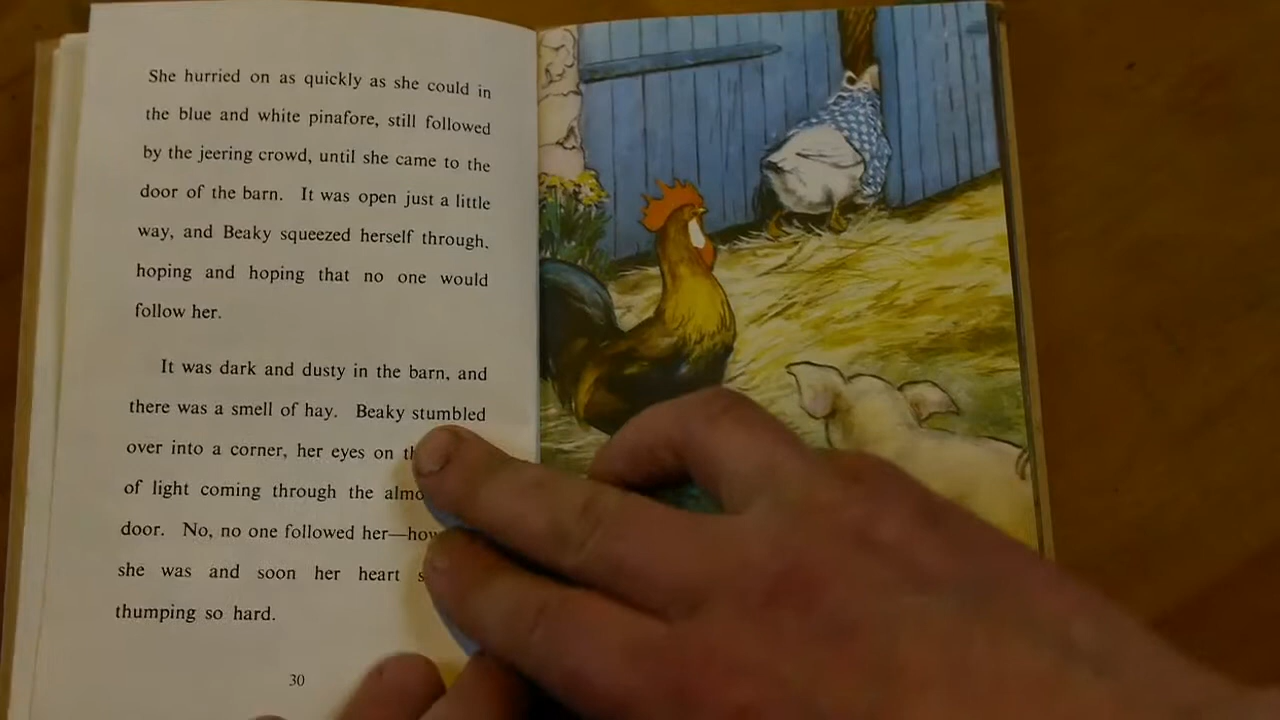 She hurried on as quickly as she could in
the blue and white pinafore, still followed
by the jeering crowd, until she came to the
door of the barn. It was open just a little
way, and Beaky squeezed herself through,
hoping and hoping that no one would
follow her.
It was dark and dusty in the barn, and
there was a smell of hay. Beaky stumbled
over into a corner, her eyes on
of light coming through the
door. No, no one followed her—
she was and soon her heart
thumping so hard.
30